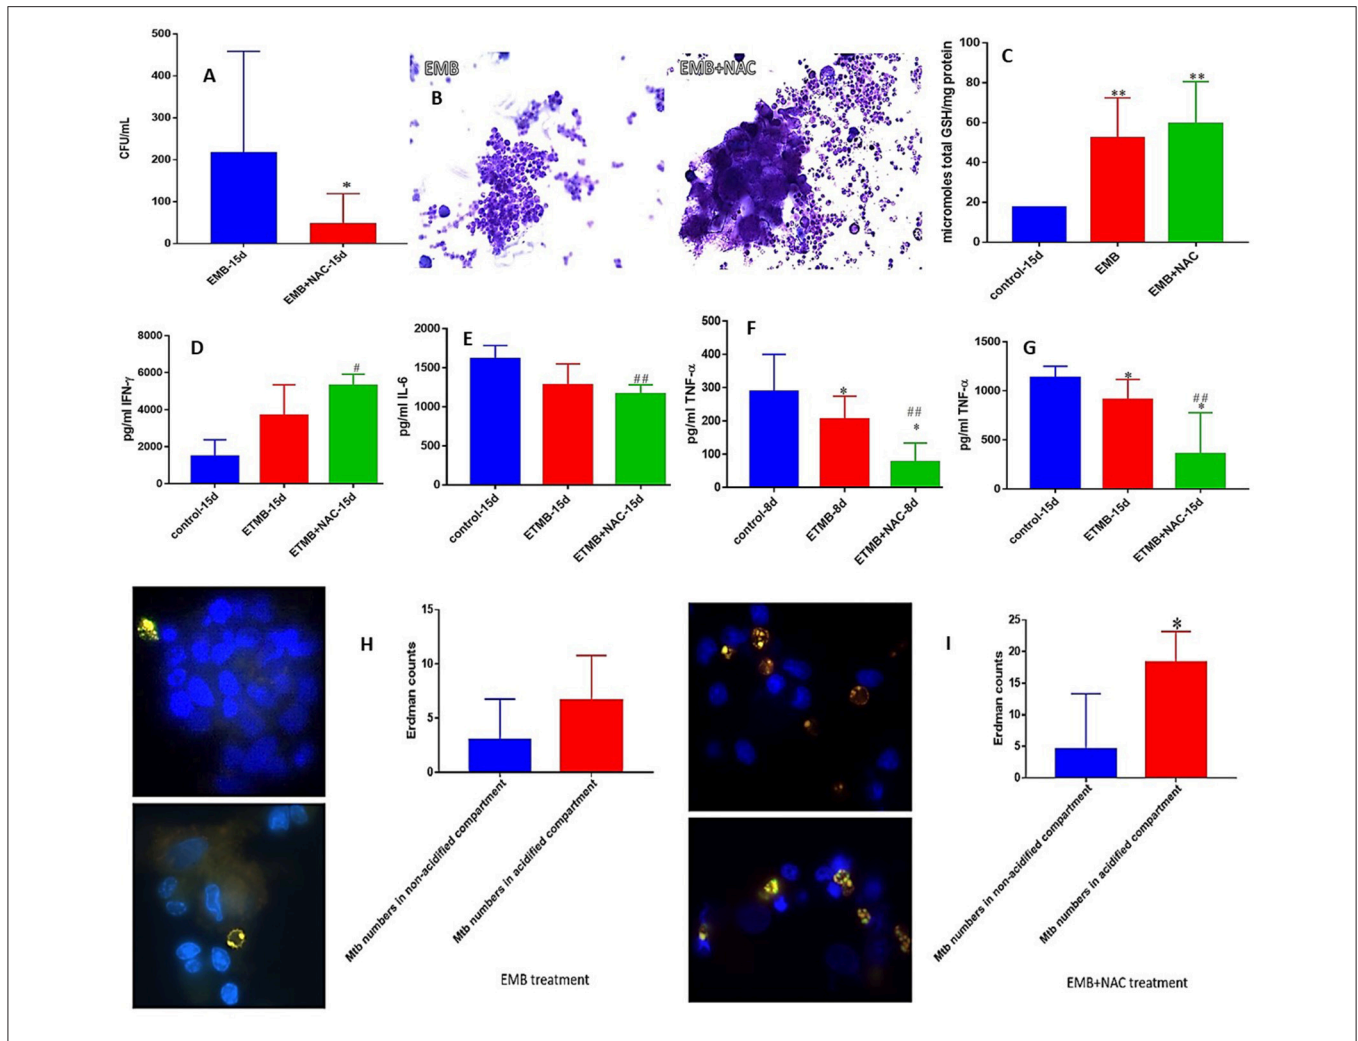 A
CFU/mL
500
400
300
200
100
0
*
EMB-15d
EMB+NAC-15d
B
EMB
EMB+NAC
C
micromoles total GSH/mg protein
100
80
60
40
20
0
**
**
control-15d
EMB
EMB+NAC
D
pg/ml IFN-γ
8000
6000
4000
2000
0
#
control-15d
ETMB-15d
ETMB+NAC-15d
E
pg/ml IL-6
2000
1500
1000
500
0
##
control-15d
ETMB-15d
ETMB+NAC-15d
F
pg/ml TNF-α
500
400
300
200
100
0
*
##
*
control-8d
ETMB-8d
ETMB+NAC-8d
G
pg/ml TNF-α
1500
1000
500
0
*
##
*
control-15d
ETMB-15d
ETMB+NAC-15d
H
Erdman counts
15
10
5
0
Mtb numbers in non-acidified compartment
Mtb numbers in acidified compartment
EMB treatment
I
Erdman counts
25
20
15
10
5
0
*
Mtb numbers in non-acidified compartment
Mtb numbers in acidified compartment
EMB+NAC treatment